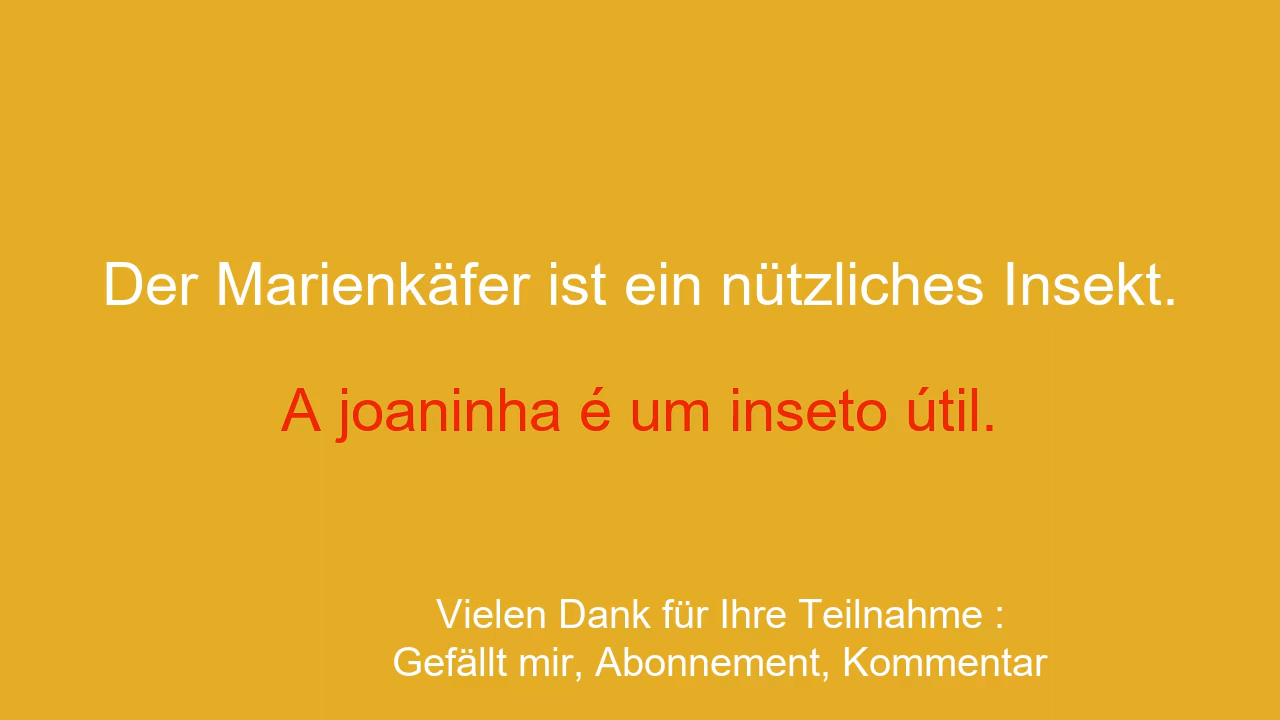 Der Marienkäfer ist ein nützliches Insekt.
A joaninha é um inseto útil.
Vielen Dank für Ihre Teilnahme :
Gefällt mir, Abonnement, Kommentar